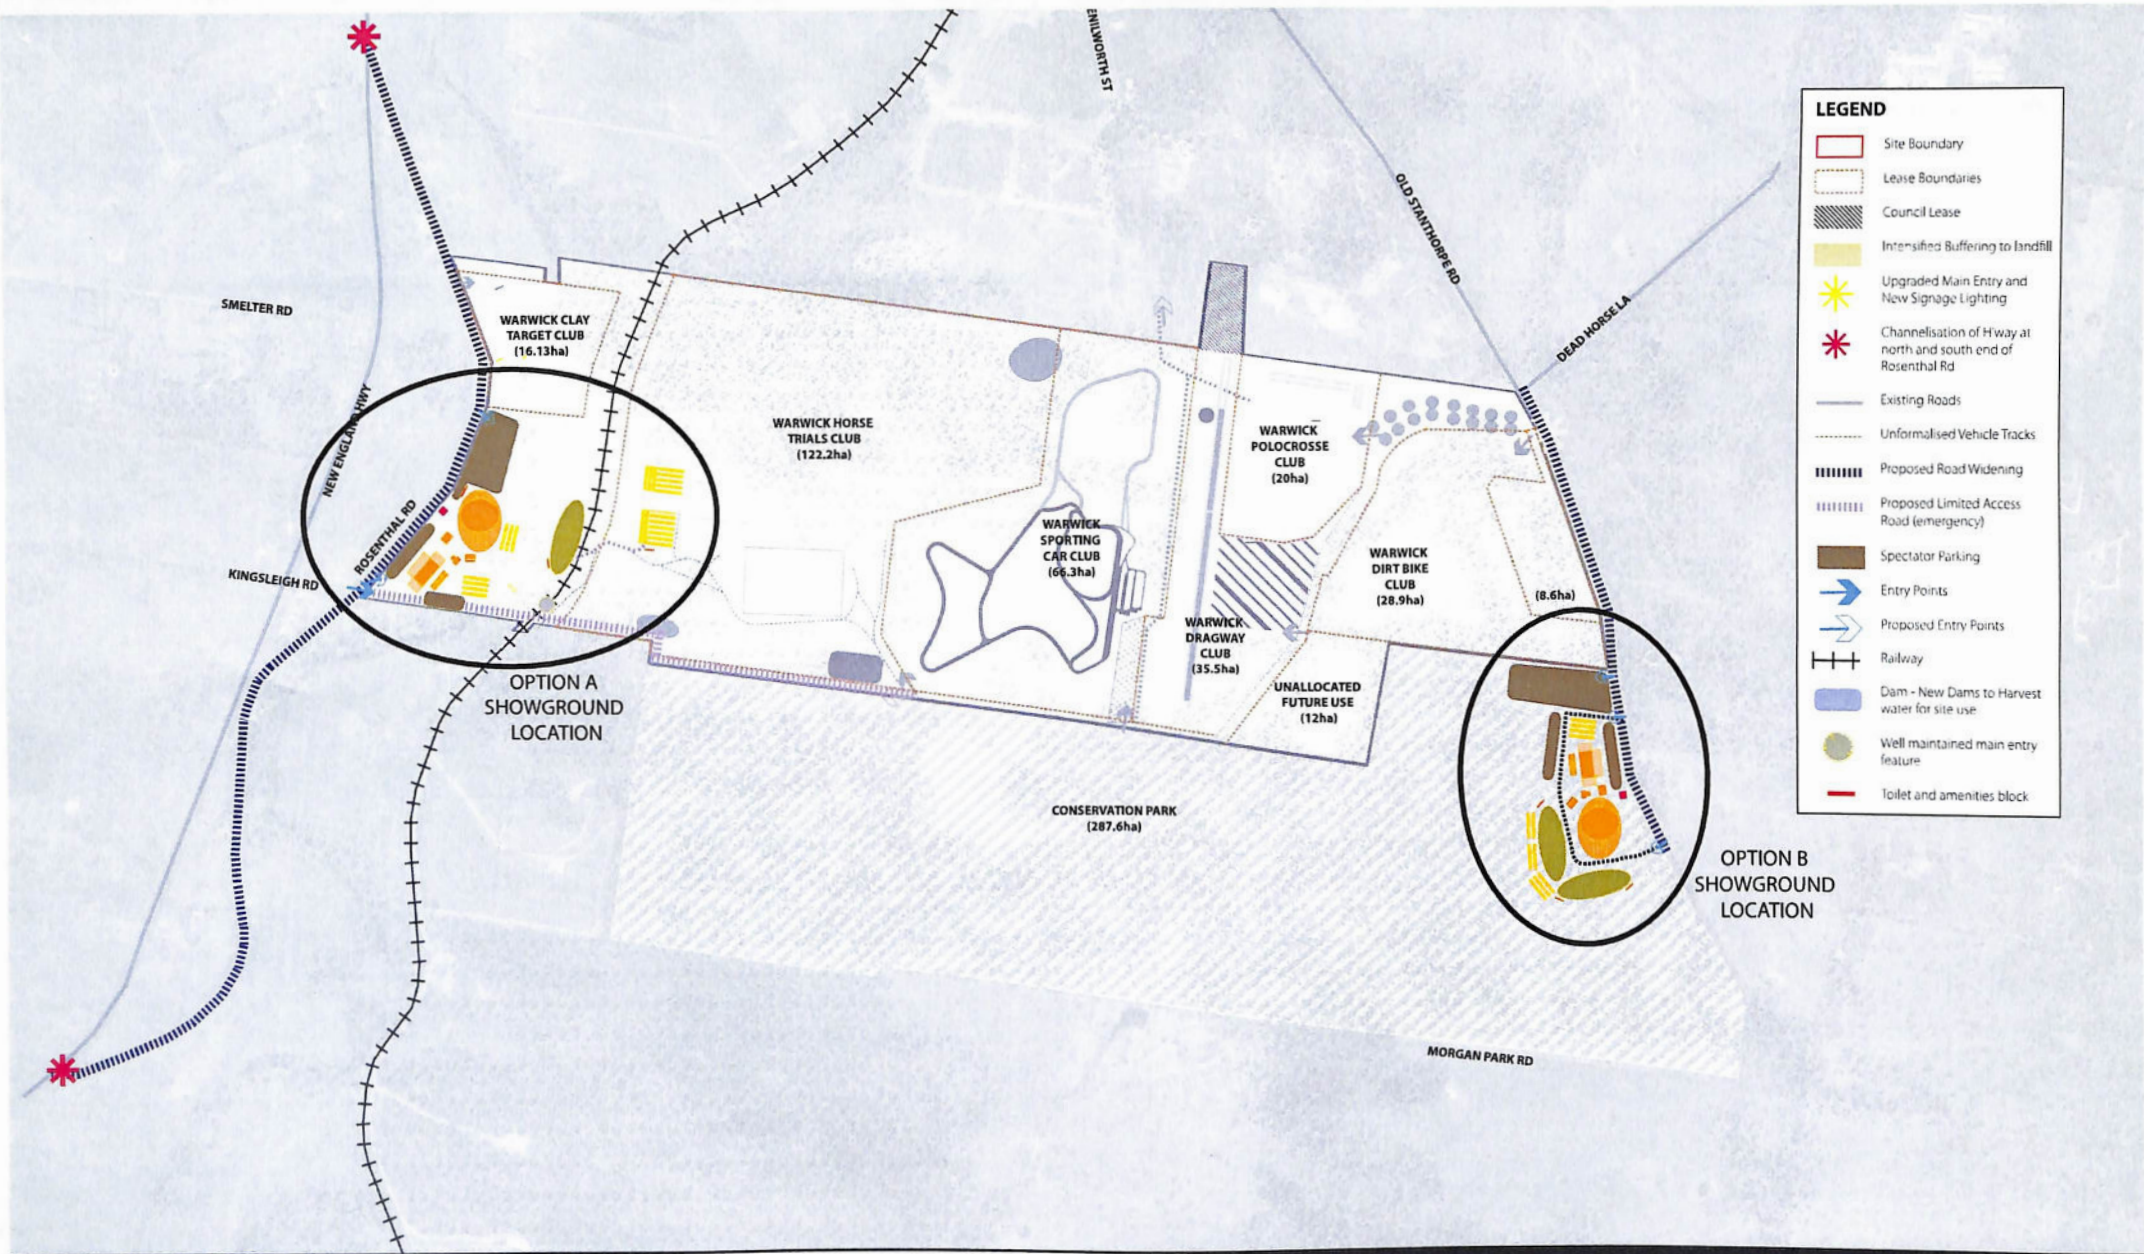 ENILWORTH ST
OLD STANTHORPE RD
DEAD HORSE LA
SMELTER RD
NEW ENGLAND HWY
ROSENTHAL RD
KINGSLEIGH RD
WARWICK CLAY
TARGET CLUB
(16.13ha)
WARWICK HORSE
TRIALS CLUB
(122.2ha)
WARWICK
SPORTING
CAR CLUB
(66.3ha)
WARWICK
POLOCROSSE
CLUB
(20ha)
WARWICK
DIRT BIKE
CLUB
(28.9ha)
(8.6ha)
WARWICK
DRAGWAY
CLUB
(35.5ha)
UNALLOCATED
FUTURE USE
(12ha)
OPTION A
SHOWGROUND
LOCATION
CONSERVATION PARK
(287.6ha)
OPTION B
SHOWGROUND
LOCATION
MORGAN PARK RD
LEGEND
Site Boundary
Lease Boundaries
Council Lease
Intensified Buffering to landfill
Upgraded Main Entry and
New Signage Lighting
Channelisation of H'way at
north and south end of
Rosenthal Rd
Existing Roads
Unformalised Vehicle Tracks
Proposed Road Widening
Proposed Limited Access
Road (emergency)
Spectator Parking
Entry Points
Proposed Entry Points
Railway
Dam - New Dams to Harvest
water for site use
Well maintained main entry
feature
Toilet and amenities block